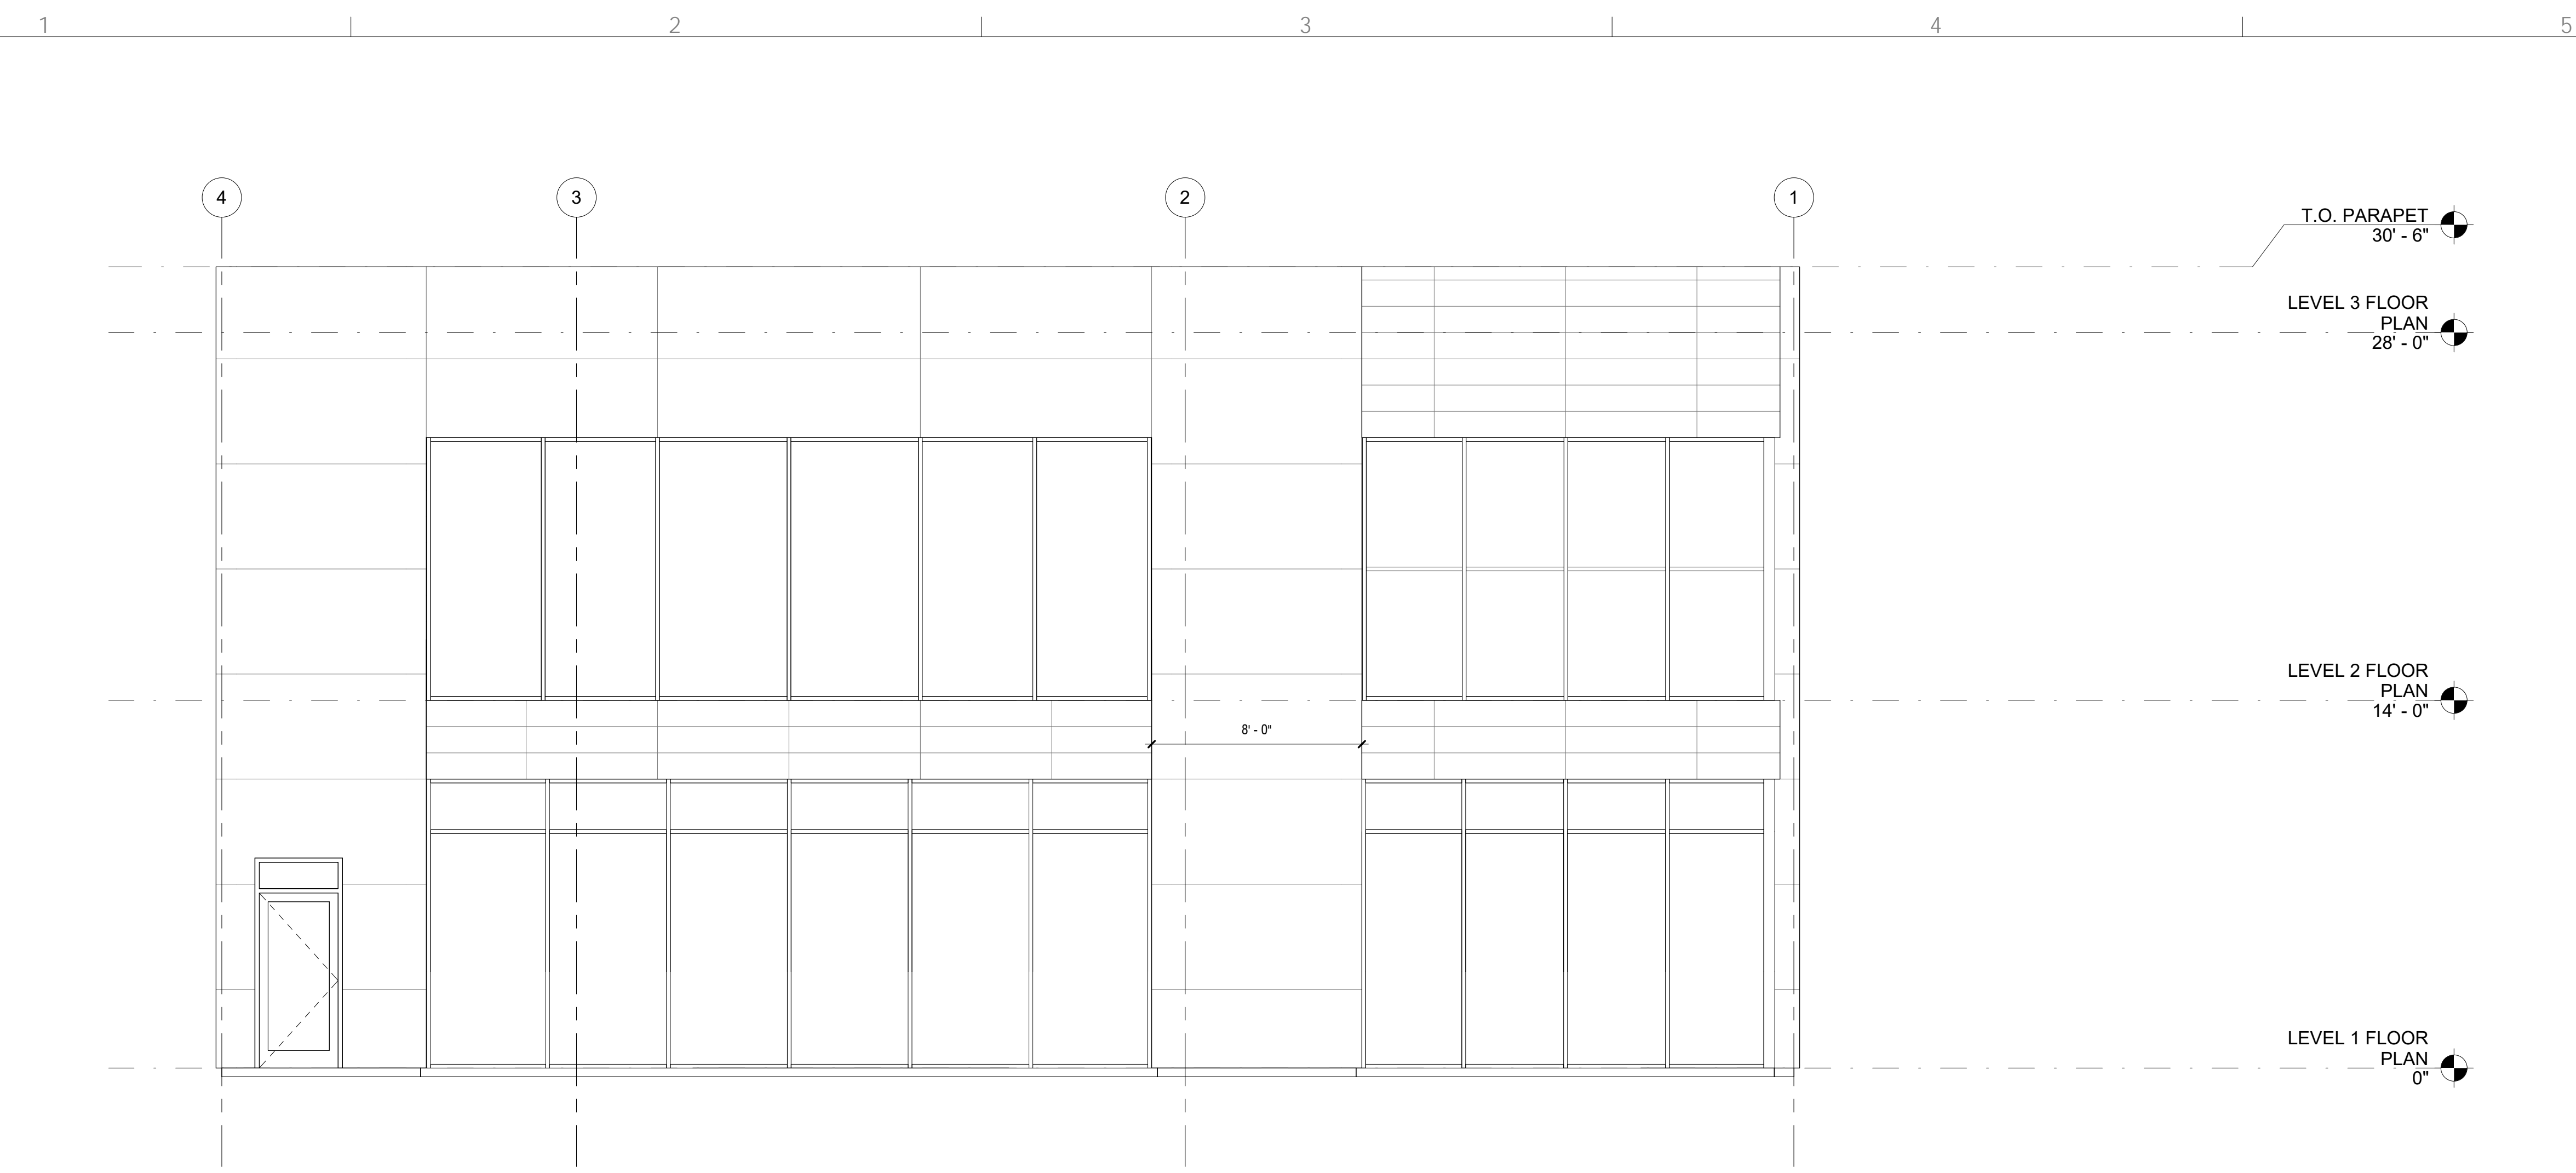 1 2 3 4 5
4 3 2 1
T.O. PARAPET
30' - 6"
LEVEL 3 FLOOR
PLAN
28' - 0"
LEVEL 2 FLOOR
PLAN
14' - 0"
8' - 0"
LEVEL 1 FLOOR
PLAN
0"